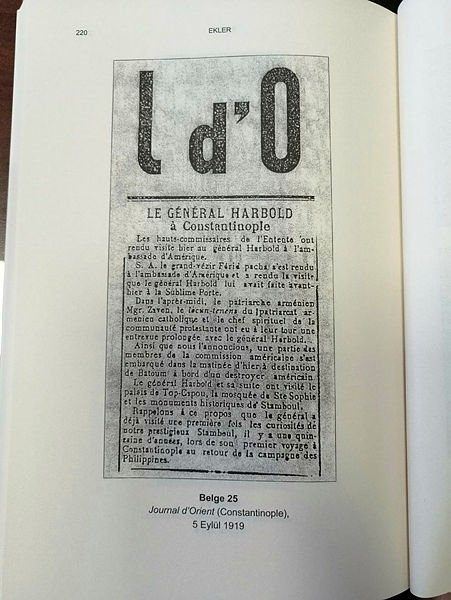 220
EKLER
l d'O
LE GÉNÉRAL HARBOLD
à Constantinople
Les hauts-commissaires de l'Entente ont
rendu visite hier au général Harbold à l'am-
bassade d'Amérique.
S. A. le grand-vézir Férid pacha s'est rendu
à l'ambassade d'Amérique et a rendu la visite
que le général Harbold lui avait faite avant-
hier à la Sublime Porte.
Dans l'après-midi, le patriarche arménien
Mgr. Zaven, le locun-tenens du patriarcat ar-
ménien catholique et le chef spirituel de la
communauté protestante ont eu à leur tour une
entrevue prolongée avec le général Harbold.
Ainsi que nous l'annoncions, une partie des
membres de la commission américaine s'est
embarqué dans la matinée d'hier à destination
de Batoum à bord d'un destroyer américain.
Le général Harbold et sa suite ont visité le
palais de Top-Espou, la mosquée de Ste Sophie
et les monuments historiques de Stamboul.
Rappelons à ce propos que le général a
déjà visité une première fois les curiosités de
notre prestigieux Stamboul, il y a une quin-
zaine d'années, lors de son premier voyage à
Constantinople au retour de la campagne des
Philippines.
Belge 25
Journal d'Orient (Constantinople),
5 Eylül 1919